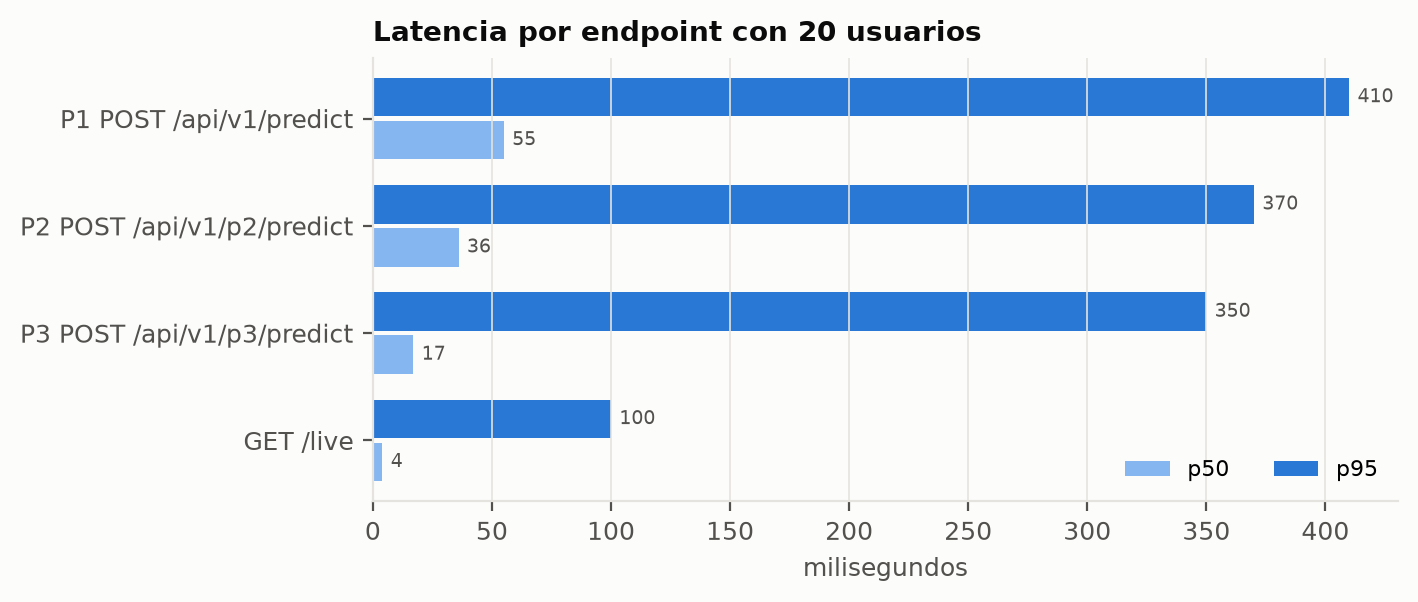 Latencia por endpoint con 20 usuarios
P1 POST /api/v1/predict
410
55
P2 POST /api/v1/p2/predict
370
36
P3 POST /api/v1/p3/predict
350
17
GET /live
100
4
p50 p95
0 50 100 150 200 250 300 350 400
milisegundos